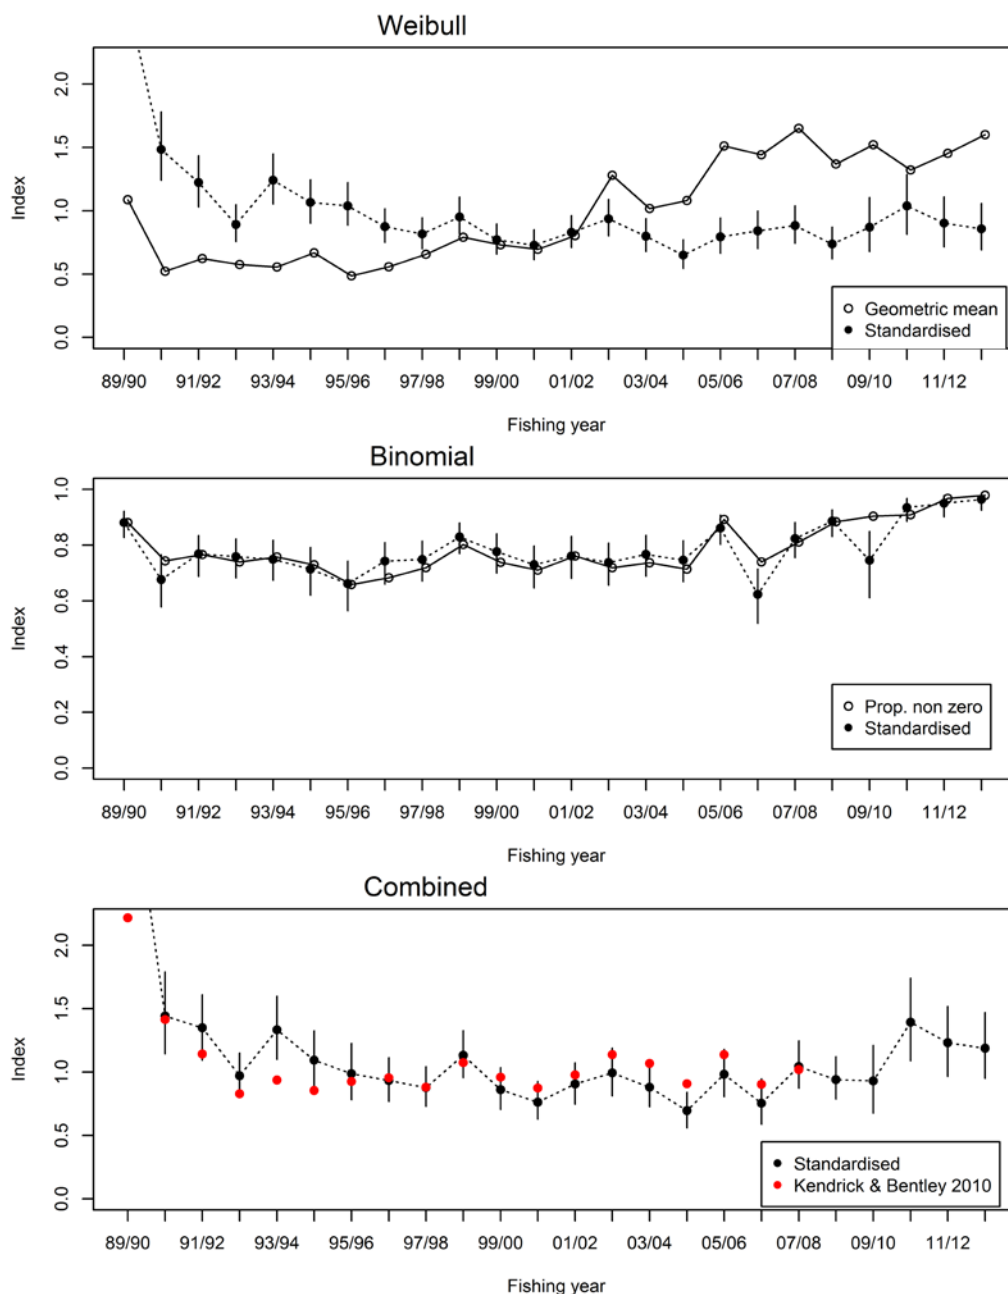 Weibull
2.0
1.5
1.0
0.5
0.0
Index
Geometric mean
Standardised
89/90 91/92 93/94 95/96 97/98 99/00 01/02 03/04 05/06 07/08 09/10 11/12
Fishing year
Binomial
1.0
0.8
0.6
0.4
0.2
0.0
Index
Prop. non zero
Standardised
89/90 91/92 93/94 95/96 97/98 99/00 01/02 03/04 05/06 07/08 09/10 11/12
Fishing year
Combined
2.0
1.5
1.0
0.5
0.0
Index
Standardised
Kendrick & Bentley 2010
89/90 91/92 93/94 95/96 97/98 99/00 01/02 03/04 05/06 07/08 09/10 11/12
Fishing year